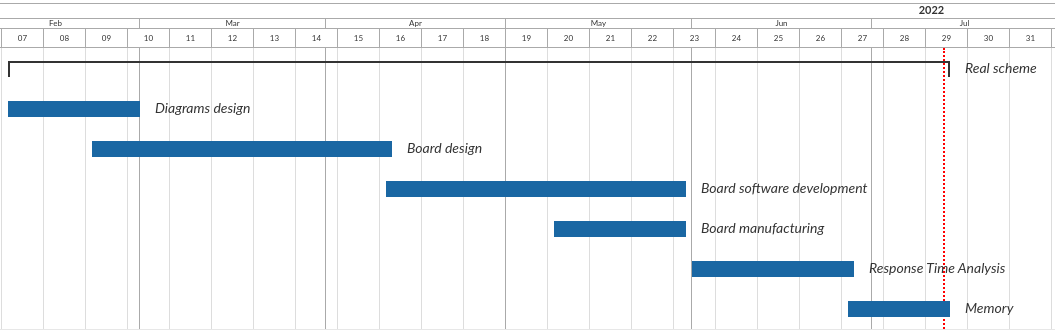 2022
Feb Mar Apr May Jun Jul
07 08 09 10 11 12 13 14 15 16 17 18 19 20 21 22 23 24 25 26 27 28 29 30 31
Real scheme
Diagrams design
Board design
Board software development
Board manufacturing
Response Time Analysis
Memory